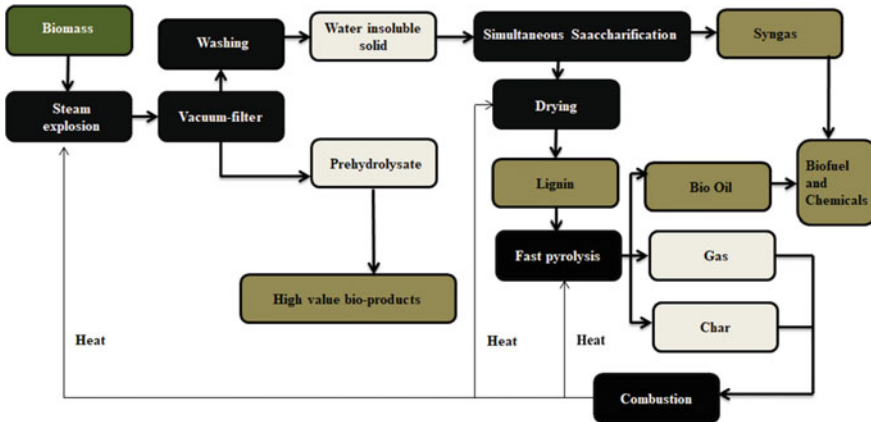 Biomass
Washing
Water insoluble
solid
Simultaneous Saaccharification
Syngas
Steam
explosion
Vacuum-filter
Drying
Prehydrolysate
Lignin
Bio Oil
Biofuel
and
Chemicals
Fast pyrolysis
Gas
High value bio-products
Char
Heat
Heat
Heat
Combustion